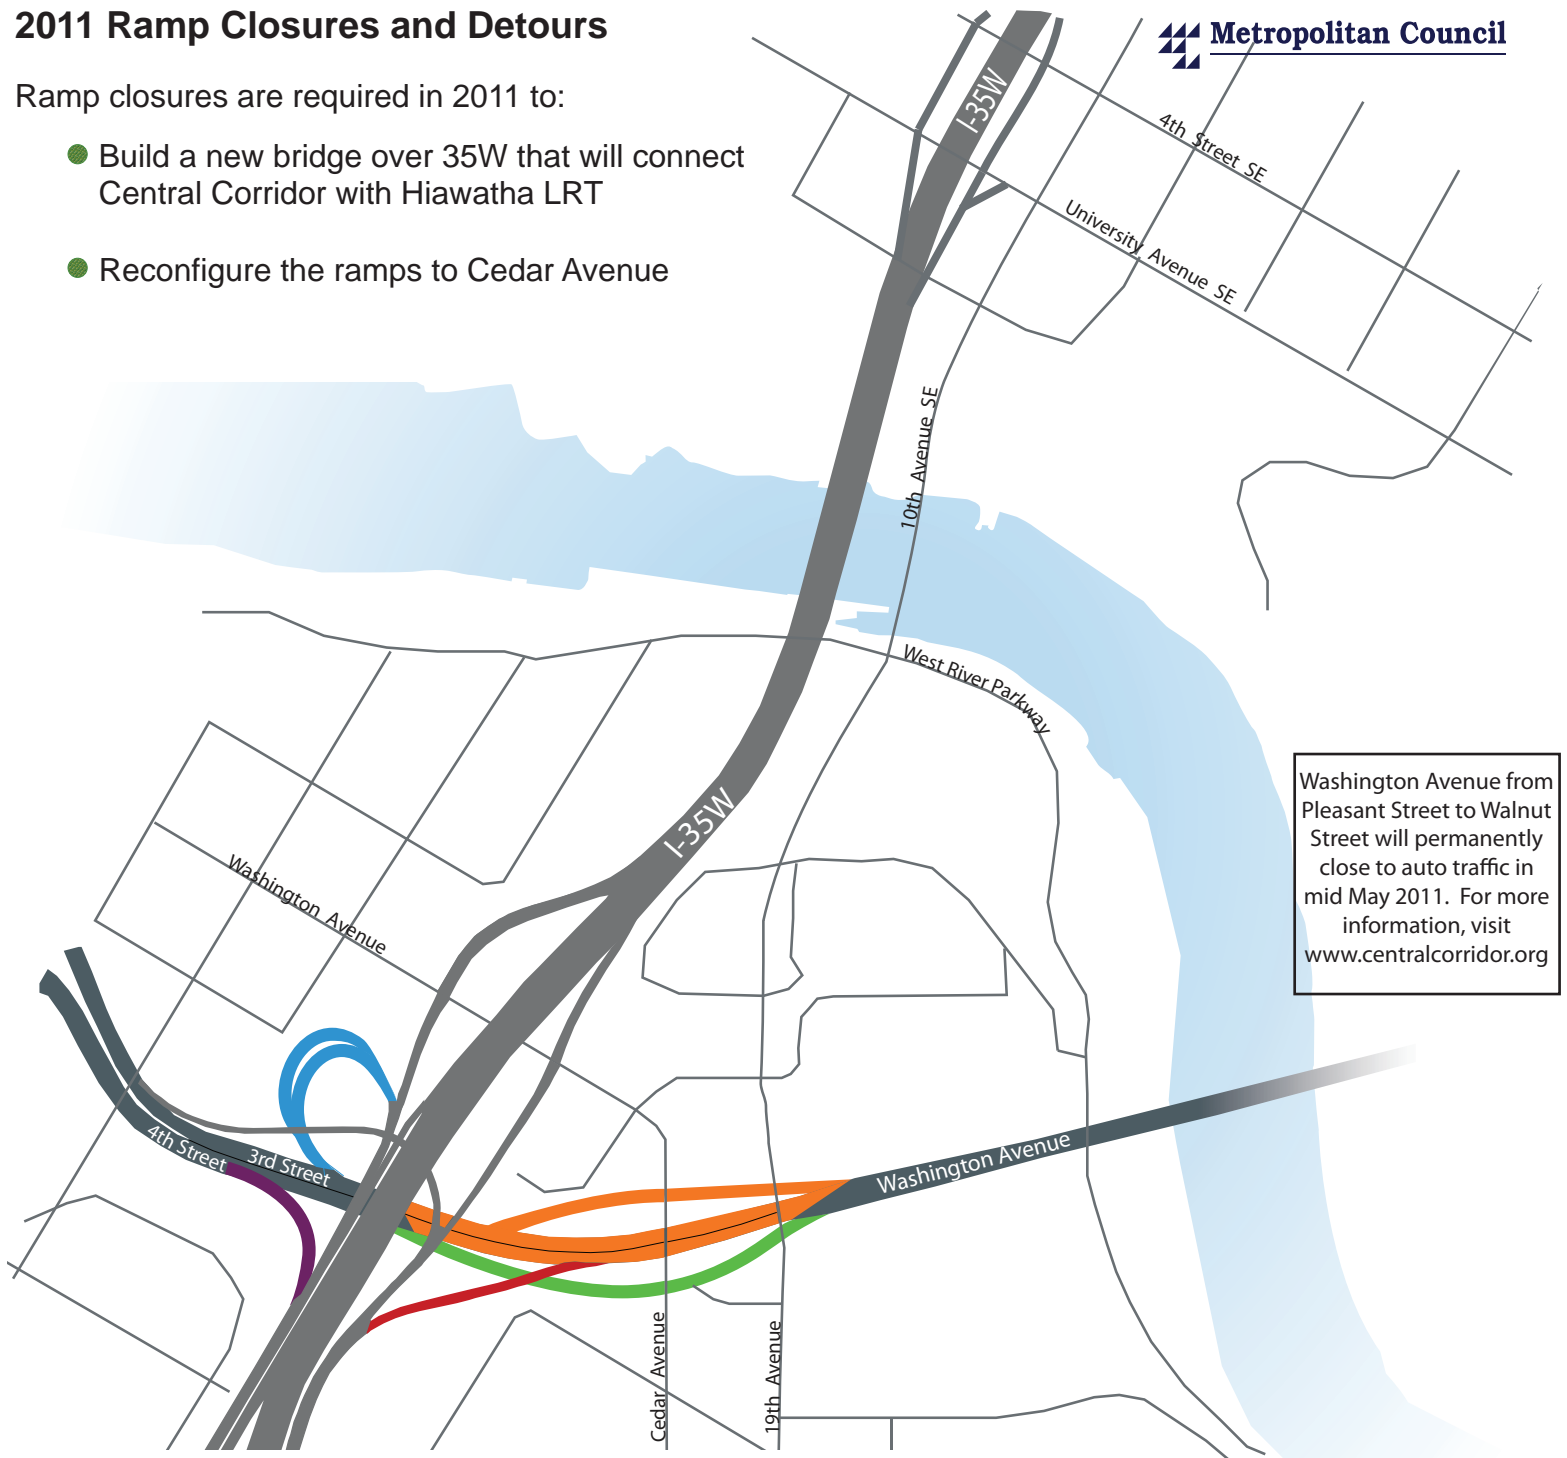 2011 Ramp Closures and Detours
Metropolitan Council
Ramp closures are required in 2011 to:
Build a new bridge over 35W that will connect
Central Corridor with Hiawatha LRT
Reconfigure the ramps to Cedar Avenue
I-35W
4th Street SE
University Avenue SE
10th Avenue SE
West River Parkway
I-35W
Washington Avenue from
Pleasant Street to Walnut
Street will permanently
close to auto traffic in
mid May 2011. For more
information, visit
www.centralcorridor.org
Washington Avenue
4th Street
3rd Street
Washington Avenue
Cedar Avenue
19th Avenue